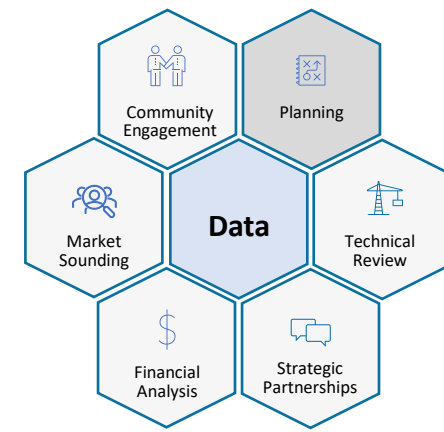 Community
Engagement
Planning
Market
Sounding
Data
Technical
Review
Financial
Analysis
Strategic
Partnerships